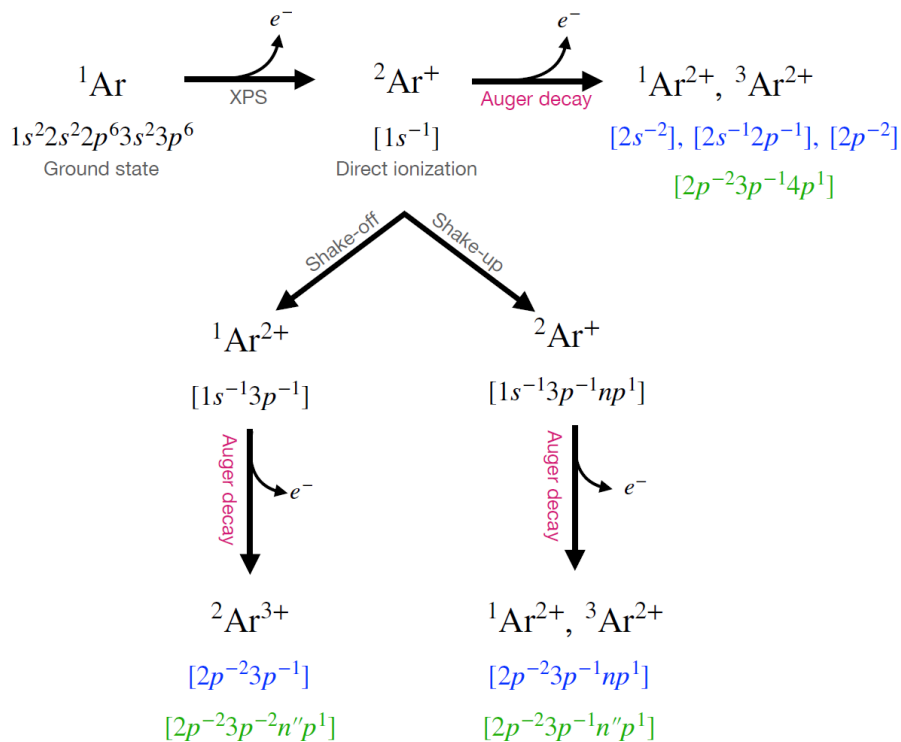 e⁻
e⁻
¹Ar
XPS
²Ar⁺
Auger decay
¹Ar²⁺, ³Ar²⁺
1s²2s²2p⁶3s²3p⁶
[1s⁻¹]
[2s⁻²], [2s⁻¹2p⁻¹], [2p⁻²]
Ground state
Direct ionization
[2p⁻²3p⁻¹4p¹]
Shake-off
Shake-up
¹Ar²⁺
²Ar⁺
[1s⁻¹3p⁻¹]
[1s⁻¹3p⁻¹np¹]
Auger decay
e⁻
Auger decay
e⁻
²Ar³⁺
¹Ar²⁺, ³Ar²⁺
[2p⁻²3p⁻¹]
[2p⁻²3p⁻¹np¹]
[2p⁻²3p⁻²n″p¹]
[2p⁻²3p⁻¹n″p¹]